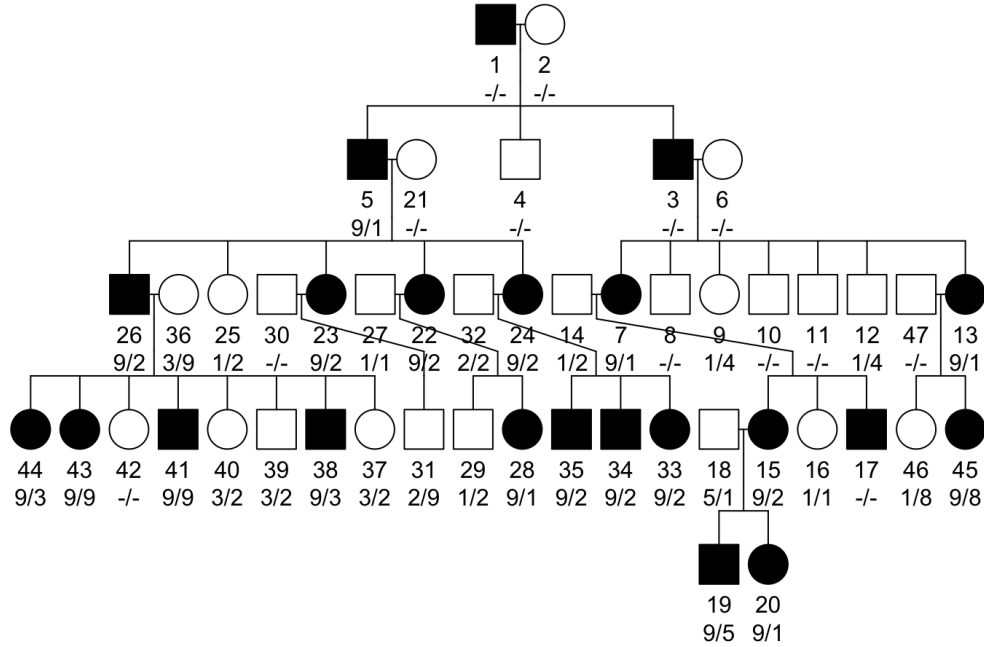 1 2
-/- -/-
5 21 4 3 6
9/1 -/- -/- -/- -/-
26 36 25 30 23 27 22 32 24 14 7 8 9 10 11 12 47 13
9/2 3/9 1/2 -/- 9/2 1/1 9/2 2/2 9/2 1/2 9/1 -/- 1/4 -/- -/- 1/4 -/- 9/1
44 43 42 41 40 39 38 37 31 29 28 35 34 33 18 15 16 17 46 45
9/3 9/9 -/- 9/9 3/2 3/2 9/3 3/2 2/9 1/2 9/1 9/2 9/2 9/2 5/1 9/2 1/1 -/- 1/8 9/8
19 20
9/5 9/1